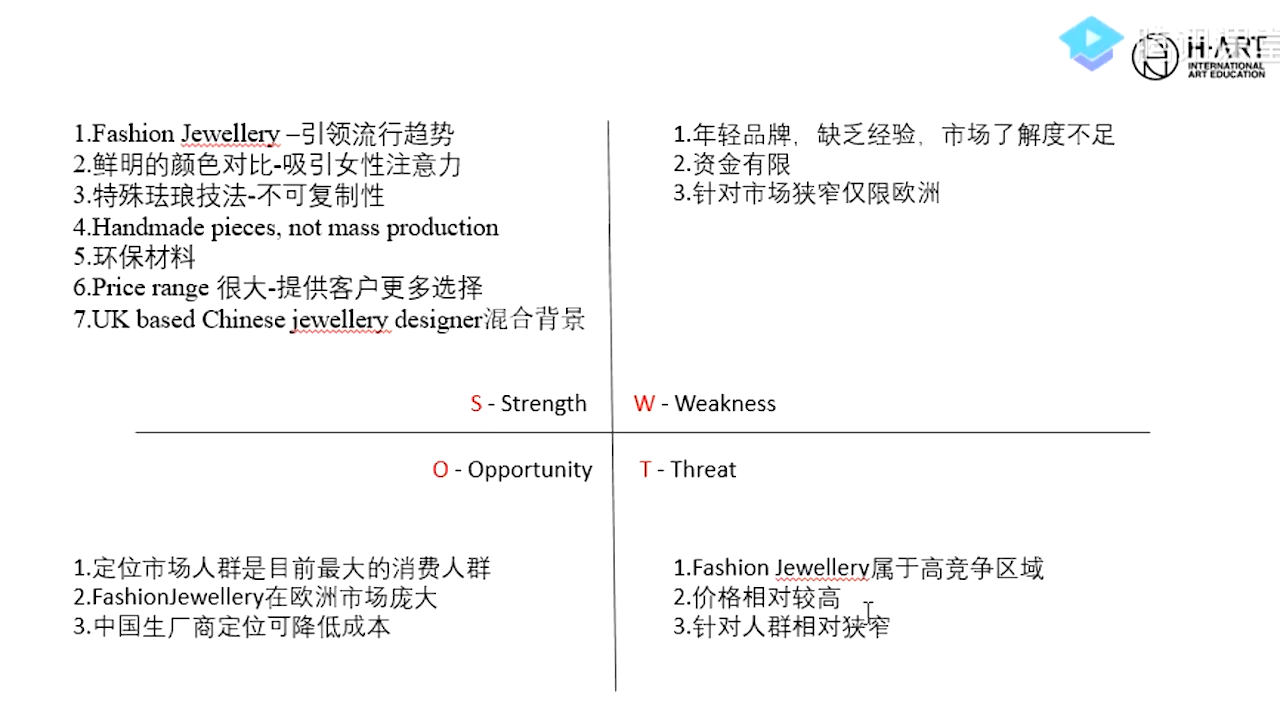 H·ART
INTERNATIONAL
ART EDUCATION
1.Fashion Jewellery –引领流行趋势
2.鲜明的颜色对比-吸引女性注意力
3.特殊珐琅技法-不可复制性
4.Handmade pieces, not mass production
5.环保材料
6.Price range 很大-提供客户更多选择
7.UK based Chinese jewellery designer混合背景
1.年轻品牌，缺乏经验，市场了解度不足
2.资金有限
3.针对市场狭窄仅限欧洲
S - Strength
W - Weakness
O - Opportunity
T - Threat
1.定位市场人群是目前最大的消费人群
2.FashionJewellery在欧洲市场庞大
3.中国生厂商定位可降低成本
1.Fashion Jewellery属于高竞争区域
2.价格相对较高
3.针对人群相对狭窄